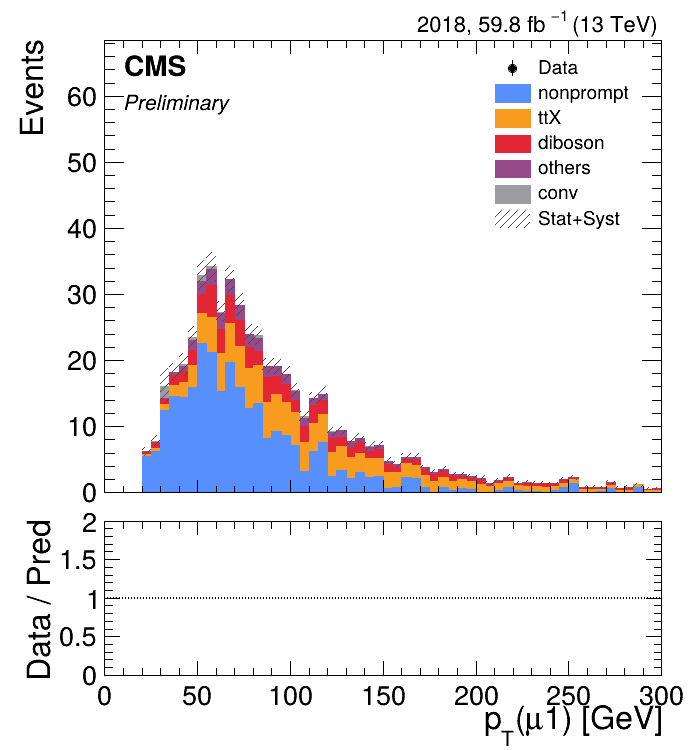 2018, 59.8 fb⁻¹ (13 TeV)
CMS
Preliminary
Events
Data
nonprompt
ttX
diboson
others
conv
Stat+Syst
60
50
40
30
20
10
0
Data / Pred
2
1.5
1
0.5
0
0 50 100 150 200 250 300
p_T(μ1) [GeV]